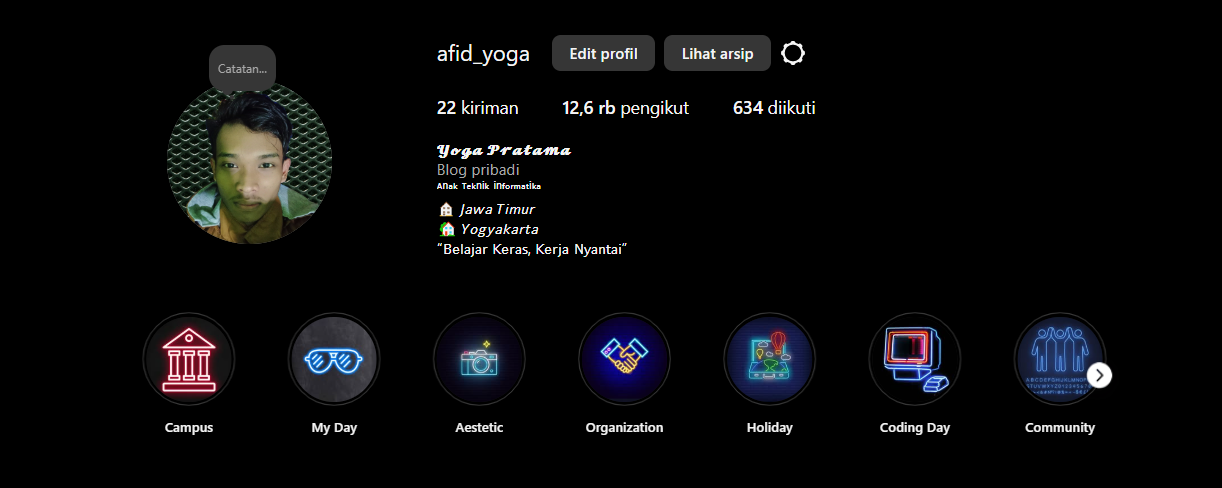 Catatan...
afid_yoga Edit profil Lihat arsip
22 kiriman 12,6 rb pengikut 634 diikuti
Yoga Pratama
Blog pribadi
Anak Teknik Informatika
Jawa Timur
Yogyakarta
“Belajar Keras, Kerja Nyantai”
Campus My Day Aestetic Organization Holiday Coding Day Community